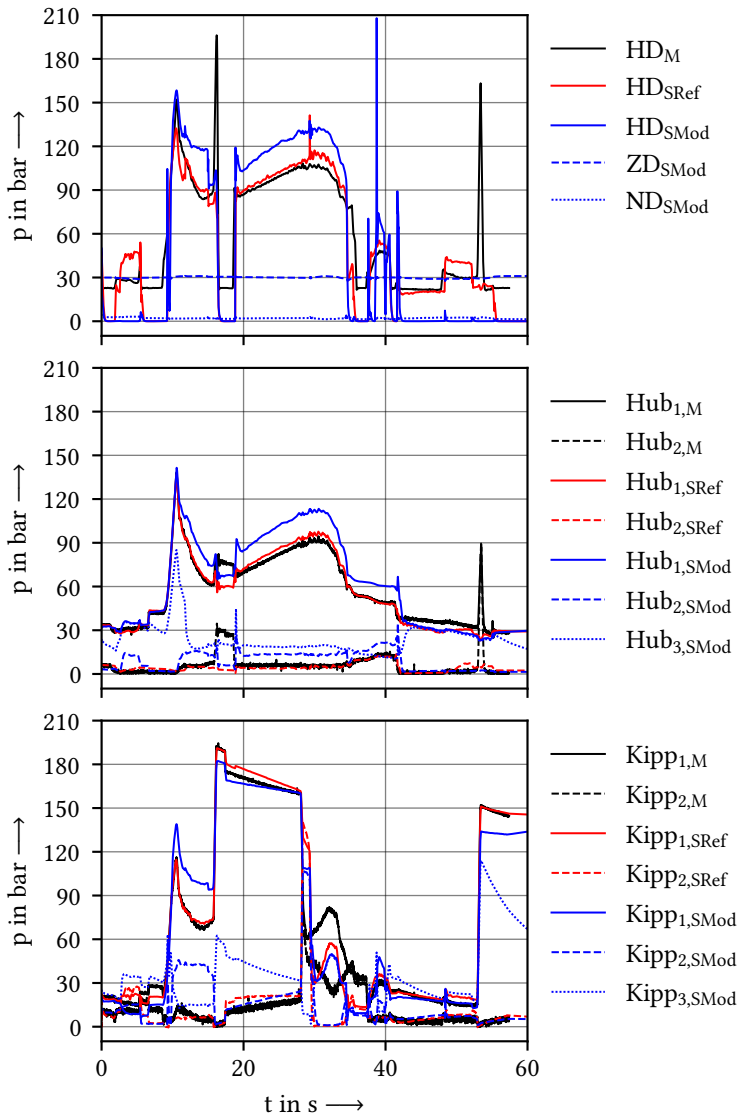 210
180
150
120
90
60
30
0
p in bar ⟶
HD_M
HD_SRef
HD_SMod
ZD_SMod
ND_SMod
210
180
150
120
90
60
30
0
p in bar ⟶
Hub_1,M
Hub_2,M
Hub_1,SRef
Hub_2,SRef
Hub_1,SMod
Hub_2,SMod
Hub_3,SMod
210
180
150
120
90
60
30
0
p in bar ⟶
Kipp_1,M
Kipp_2,M
Kipp_1,SRef
Kipp_2,SRef
Kipp_1,SMod
Kipp_2,SMod
Kipp_3,SMod
0 20 40 60
t in s ⟶